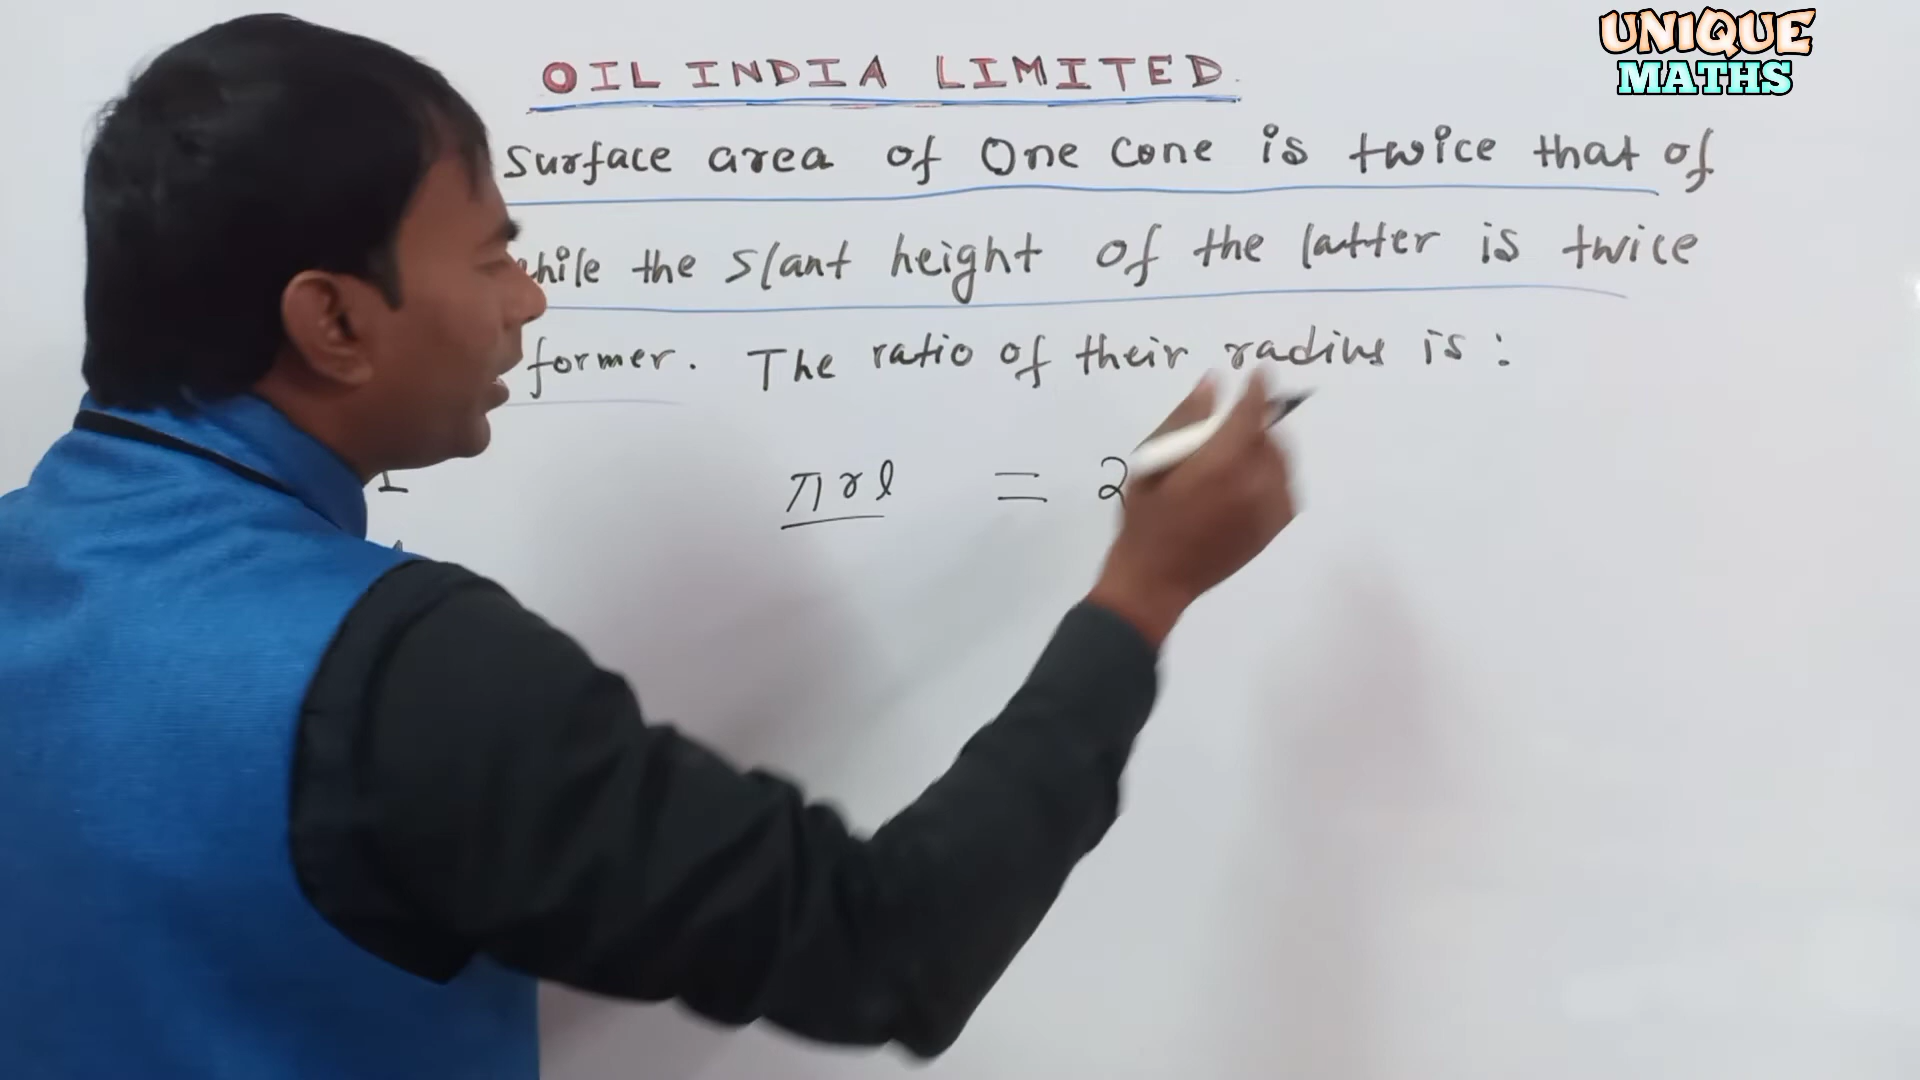 UNIQUE
MATHS
OIL INDIA LIMITED.
surface area of One Cone is twice that of
the slant height of the latter is twice
former. The ratio of their radius is:
πrl = 2